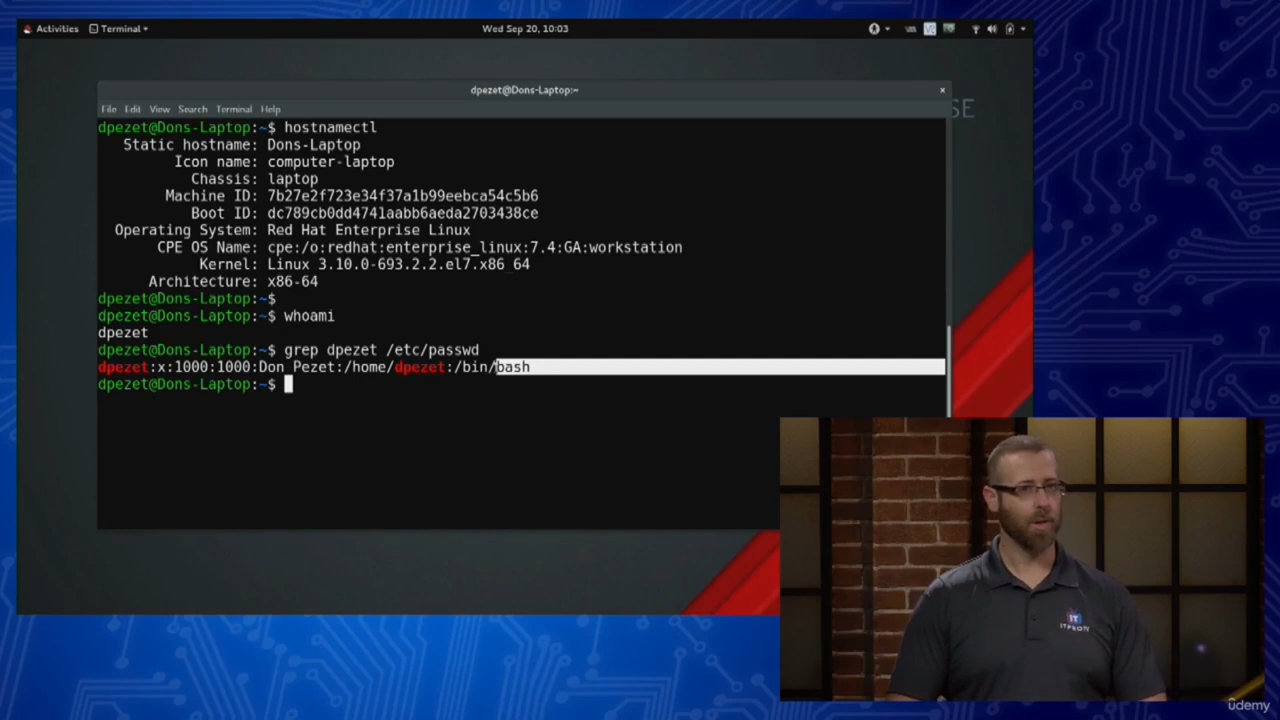 Activities Terminal Wed Sep 20, 10:03
dpezet@Dons-Laptop:~
SE
File Edit View Search Terminal Help
dpezet@Dons-Laptop:~$ hostnamectl
Static hostname: Dons-Laptop
Icon name: computer-laptop
Chassis: laptop
Machine ID: 7b27e2f723e34f37a1b99eebca54c5b6
Boot ID: dc789cb0dd4741aabb6aeda2703438ce
Operating System: Red Hat Enterprise Linux
CPE OS Name: cpe:/o:redhat:enterprise_linux:7.4:GA:workstation
Kernel: Linux 3.10.0-693.2.2.el7.x86_64
Architecture: x86-64
dpezet@Dons-Laptop:~$
dpezet@Dons-Laptop:~$ whoami
dpezet
dpezet@Dons-Laptop:~$ grep dpezet /etc/passwd
dpezet:x:1000:1000:Don Pezet:/home/dpezet:/bin/bash
dpezet@Dons-Laptop:~$
IT
ITPROTV
udemy